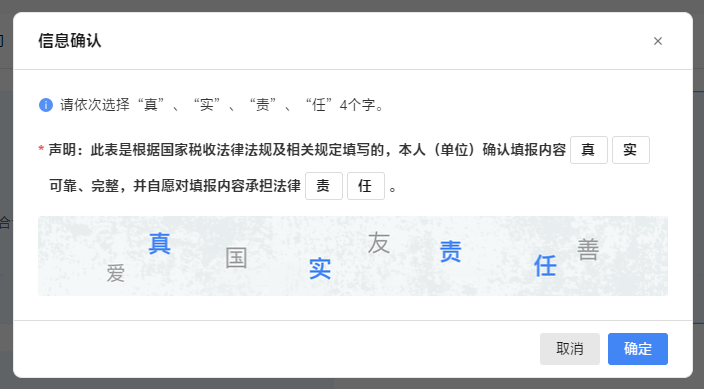 信息确认
×
请依次选择“真”、“实”、“责”、“任”4个字。
* 声明：此表是根据国家税收法律法规及相关规定填写的，本人（单位）确认填报内容 真 实
可靠、完整，并自愿对填报内容承担法律 责 任 。
爱 真 国 实 友 责 任 善
取消 确定